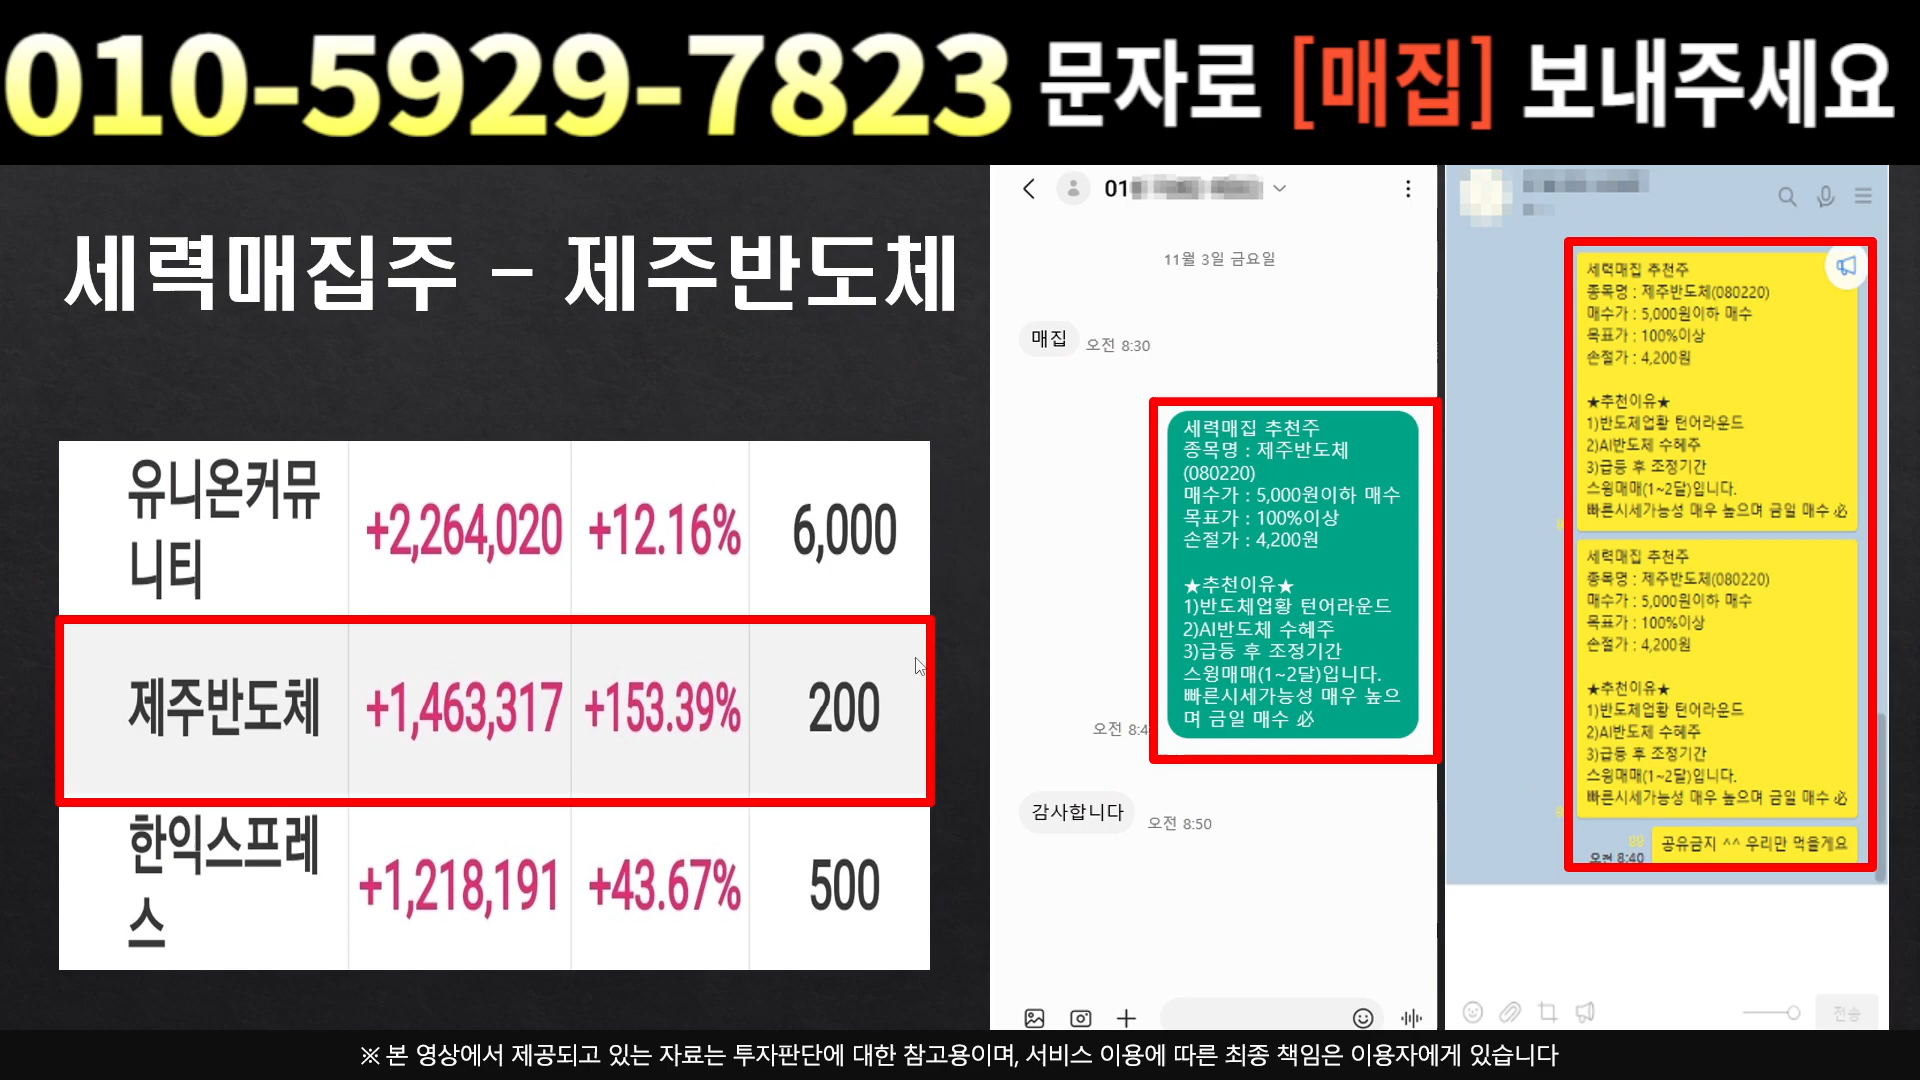 010-5929-7823 문자로 [매집] 보내주세요
세력매집주 - 제주반도체
유니온커뮤
니티
+2,264,020
+12.16%
6,000
제주반도체
+1,463,317
+153.39%
200
한익스프레
스
+1,218,191
+43.67%
500
01
11월 3일 금요일
매집
오전 8:30
세력매집 추천주
종목명 : 제주반도체
(080220)
매수가 : 5,000원이하 매수
목표가 : 100%이상
손절가 : 4,200원
★추천이유★
1)반도체업황 턴어라운드
2)AI반도체 수혜주
3)급등 후 조정기간
스윙매매(1~2달)입니다.
빠른시세가능성 매우 높으
며 금일 매수 必
오전 8:4
감사합니다
오전 8:50
세력매집 추천주
종목명 : 제주반도체(080220)
매수가 : 5,000원이하 매수
목표가 : 100%이상
손절가 : 4,200원
★추천이유★
1)반도체업황 턴어라운드
2)AI반도체 수혜주
3)급등 후 조정기간
스윙매매(1~2달)입니다.
빠른시세가능성 매우 높으며 금일 매수 必
세력매집 추천주
종목명 : 제주반도체(080220)
매수가 : 5,000원이하 매수
목표가 : 100%이상
손절가 : 4,200원
★추천이유★
1)반도체업황 턴어라운드
2)AI반도체 수혜주
3)급등 후 조정기간
스윙매매(1~2달)입니다.
빠른시세가능성 매우 높으며 금일 매수 必
공유금지 ^^ 우리만 먹을게요
오전 8:40
전송
※ 본 영상에서 제공되고 있는 자료는 투자판단에 대한 참고용이며, 서비스 이용에 따른 최종 책임은 이용자에게 있습니다